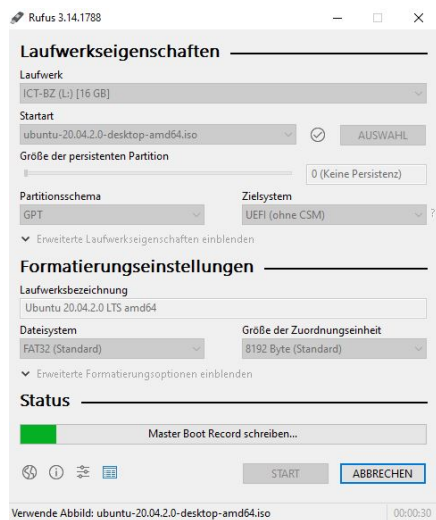 Rufus 3.14.1788
Laufwerkseigenschaften
Laufwerk
ICT-BZ (L:) [16 GB]
Startart
ubuntu-20.04.2.0-desktop-amd64.iso
AUSWAHL
Größe der persistenten Partition
0 (Keine Persistenz)
Partitionsschema Zielsystem
GPT UEFI (ohne CSM) ?
Erweiterte Laufwerkseigenschaften einblenden
Formatierungseinstellungen
Laufwerksbezeichnung
Ubuntu 20.04.2.0 LTS amd64
Dateisystem Größe der Zuordnungseinheit
FAT32 (Standard) 8192 Byte (Standard)
Erweiterte Formatierungsoptionen einblenden
Status
Master Boot Record schreiben...
START ABBRECHEN
Verwende Abbild: ubuntu-20.04.2.0-desktop-amd64.iso 00:00:30